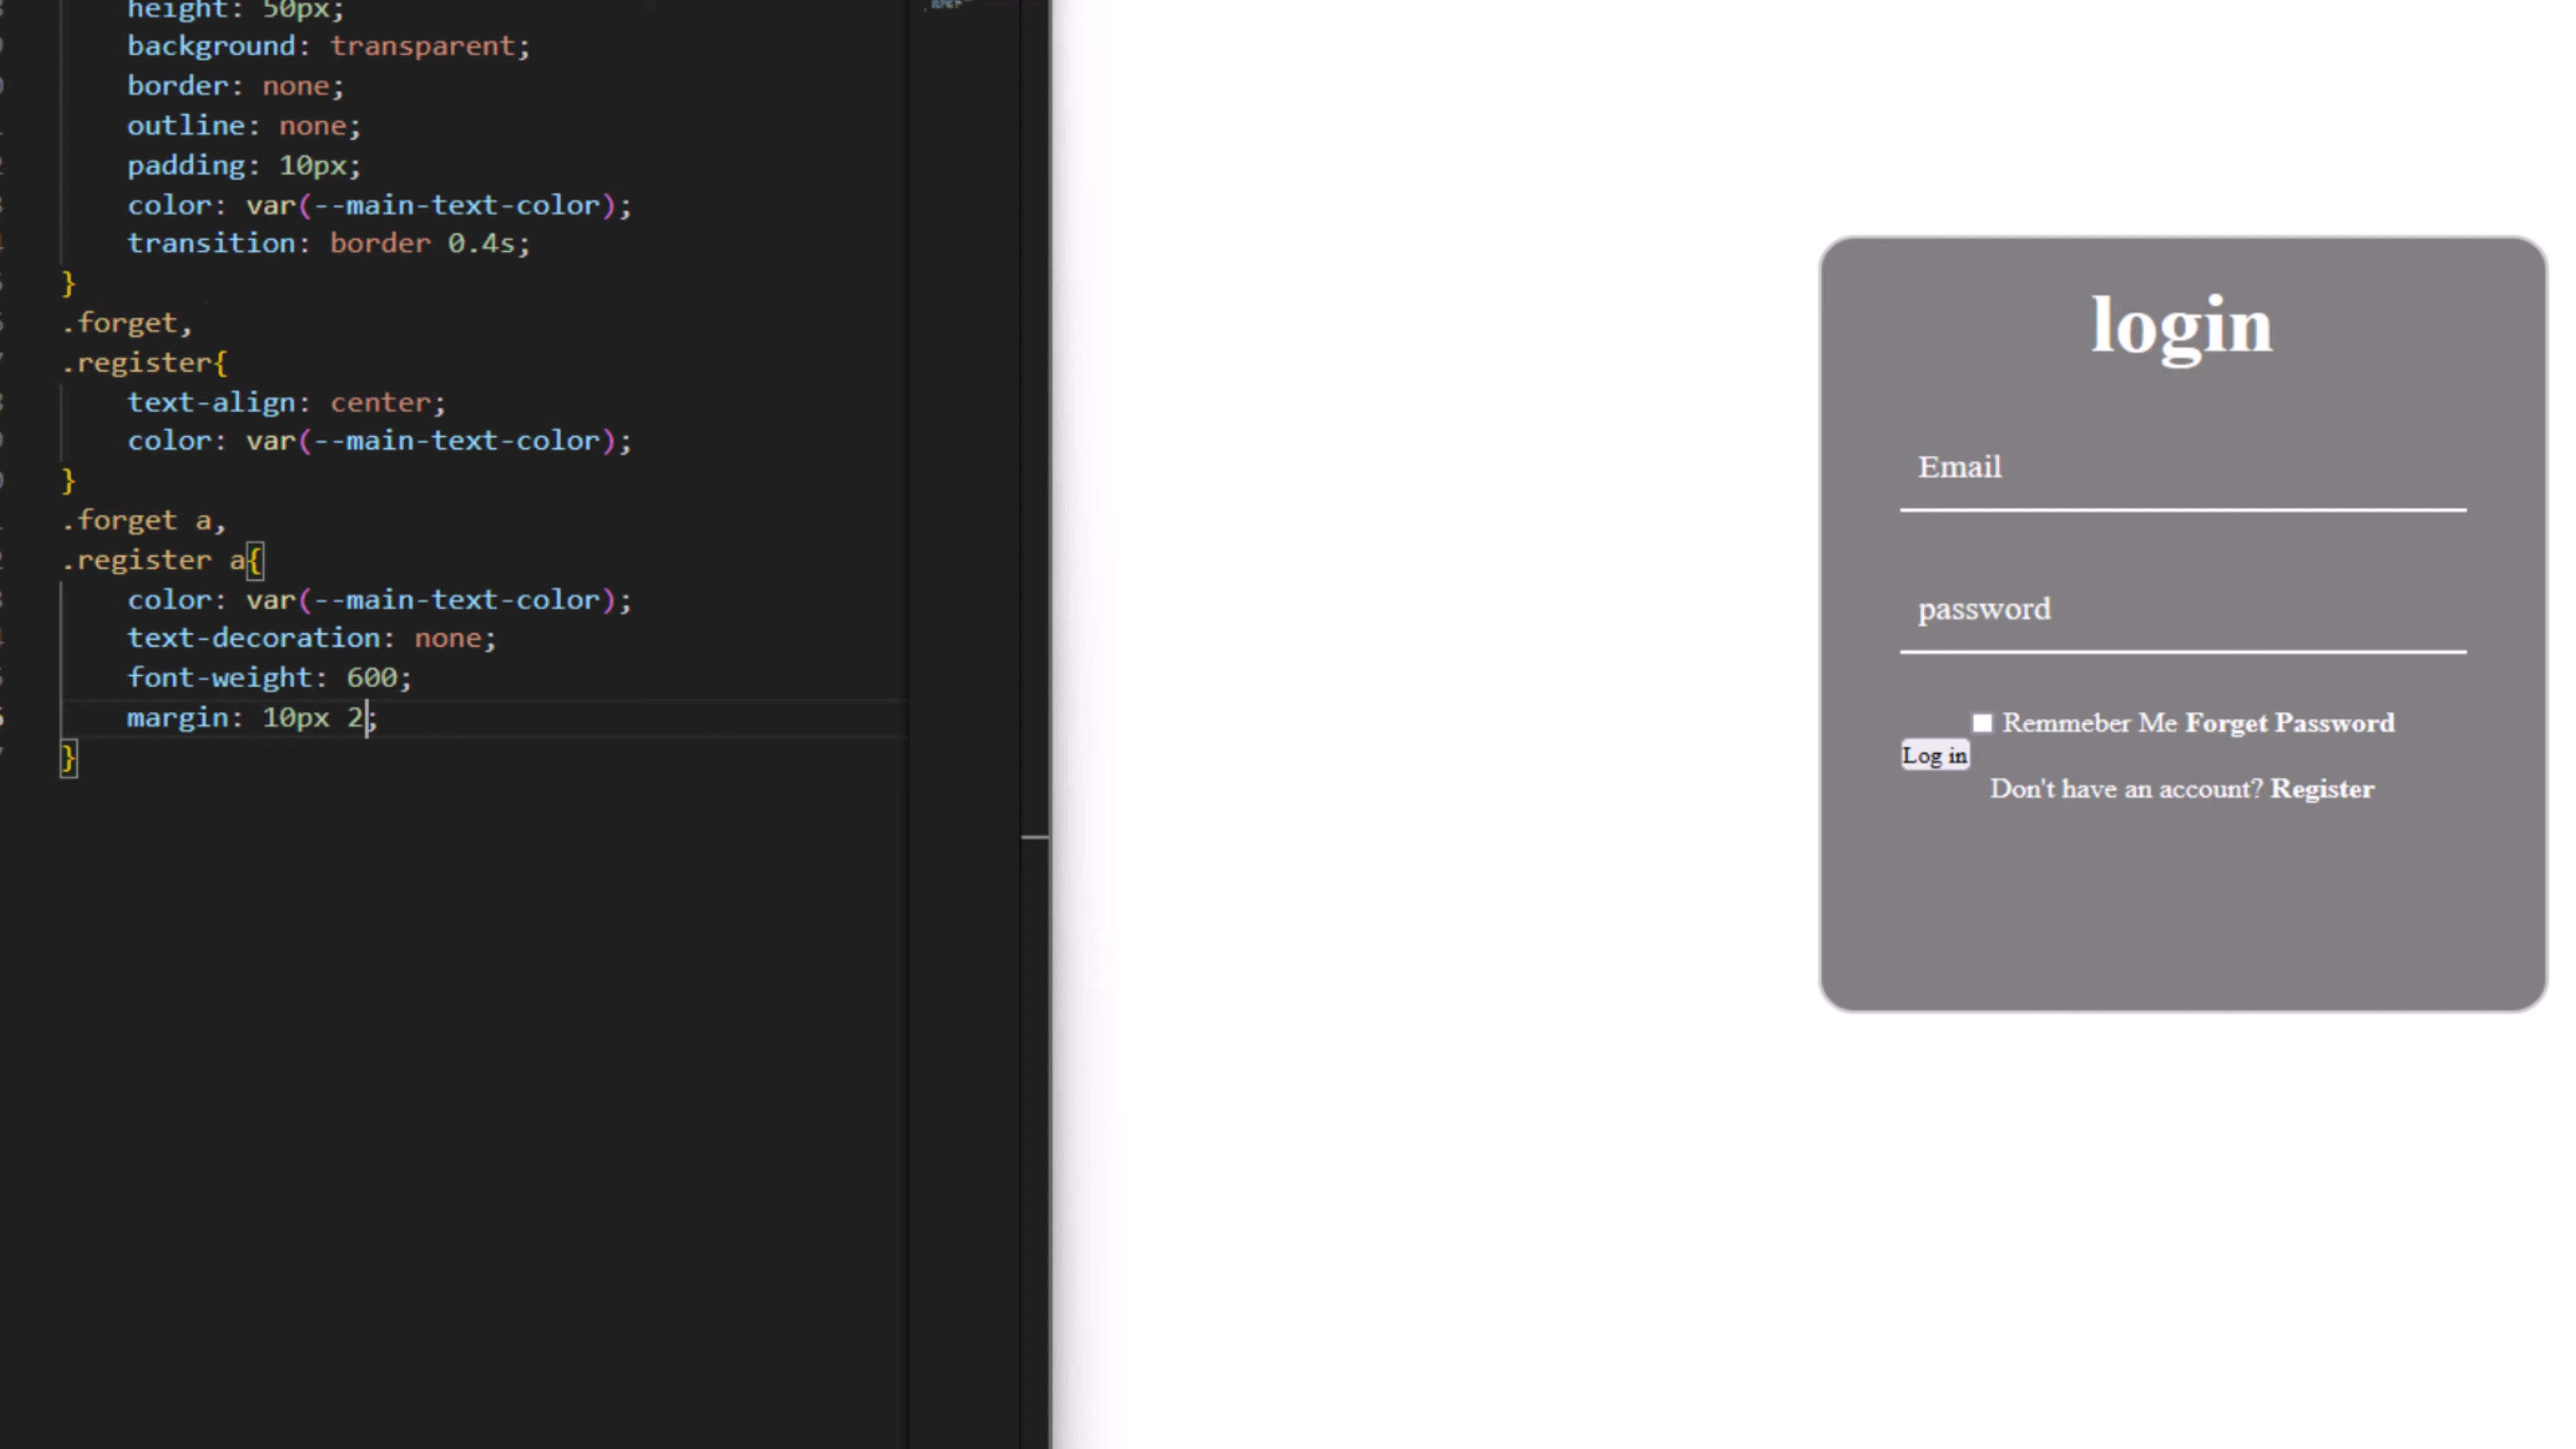 height: 50px;
background: transparent;
border: none;
outline: none;
padding: 10px;
color: var(--main-text-color);
transition: border 0.4s;
}
.forget,
.register{
text-align: center;
color: var(--main-text-color);
}
.forget a,
.register a{
color: var(--main-text-color);
text-decoration: none;
font-weight: 600;
margin: 10px 2;
}
login
Email
password
Remmeber Me Forget Password
Log in
Don't have an account? Register